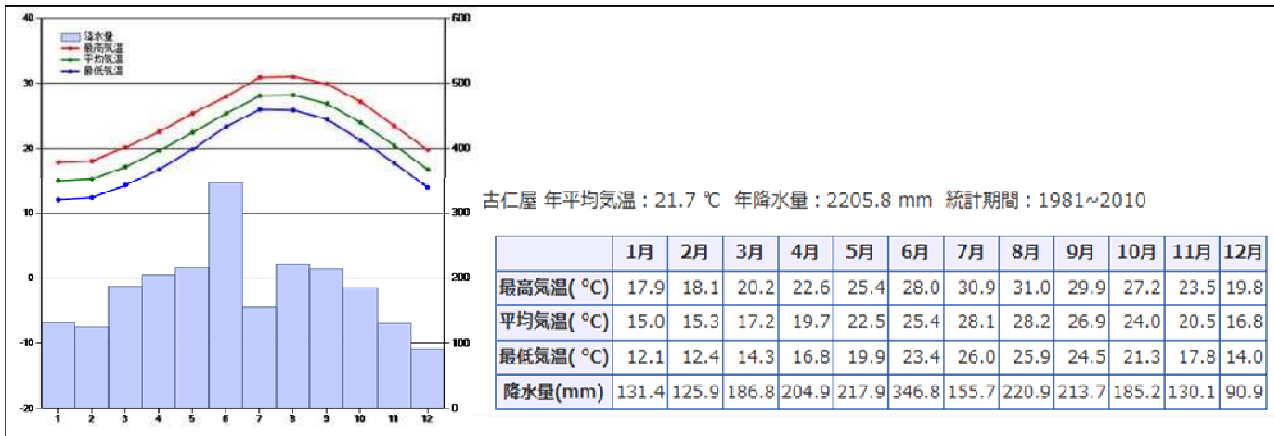 40
30
20
10
0
-10
-20
600
500
400
300
200
100
0
降水量
最高気温
平均気温
最低気温
1 2 3 4 5 6 7 8 9 10 11 12
古仁屋 年平均気温：21.7 ℃ 年降水量：2205.8 mm 統計期間：1981~2010
1月 2月 3月 4月 5月 6月 7月 8月 9月 10月 11月 12月
最高気温( ℃) 17.9 18.1 20.2 22.6 25.4 28.0 30.9 31.0 29.9 27.2 23.5 19.8
平均気温( ℃) 15.0 15.3 17.2 19.7 22.5 25.4 28.1 28.2 26.9 24.0 20.5 16.8
最低気温( ℃) 12.1 12.4 14.3 16.8 19.9 23.4 26.0 25.9 24.5 21.3 17.8 14.0
降水量(mm) 131.4 125.9 186.8 204.9 217.9 346.8 155.7 220.9 213.7 185.2 130.1 90.9